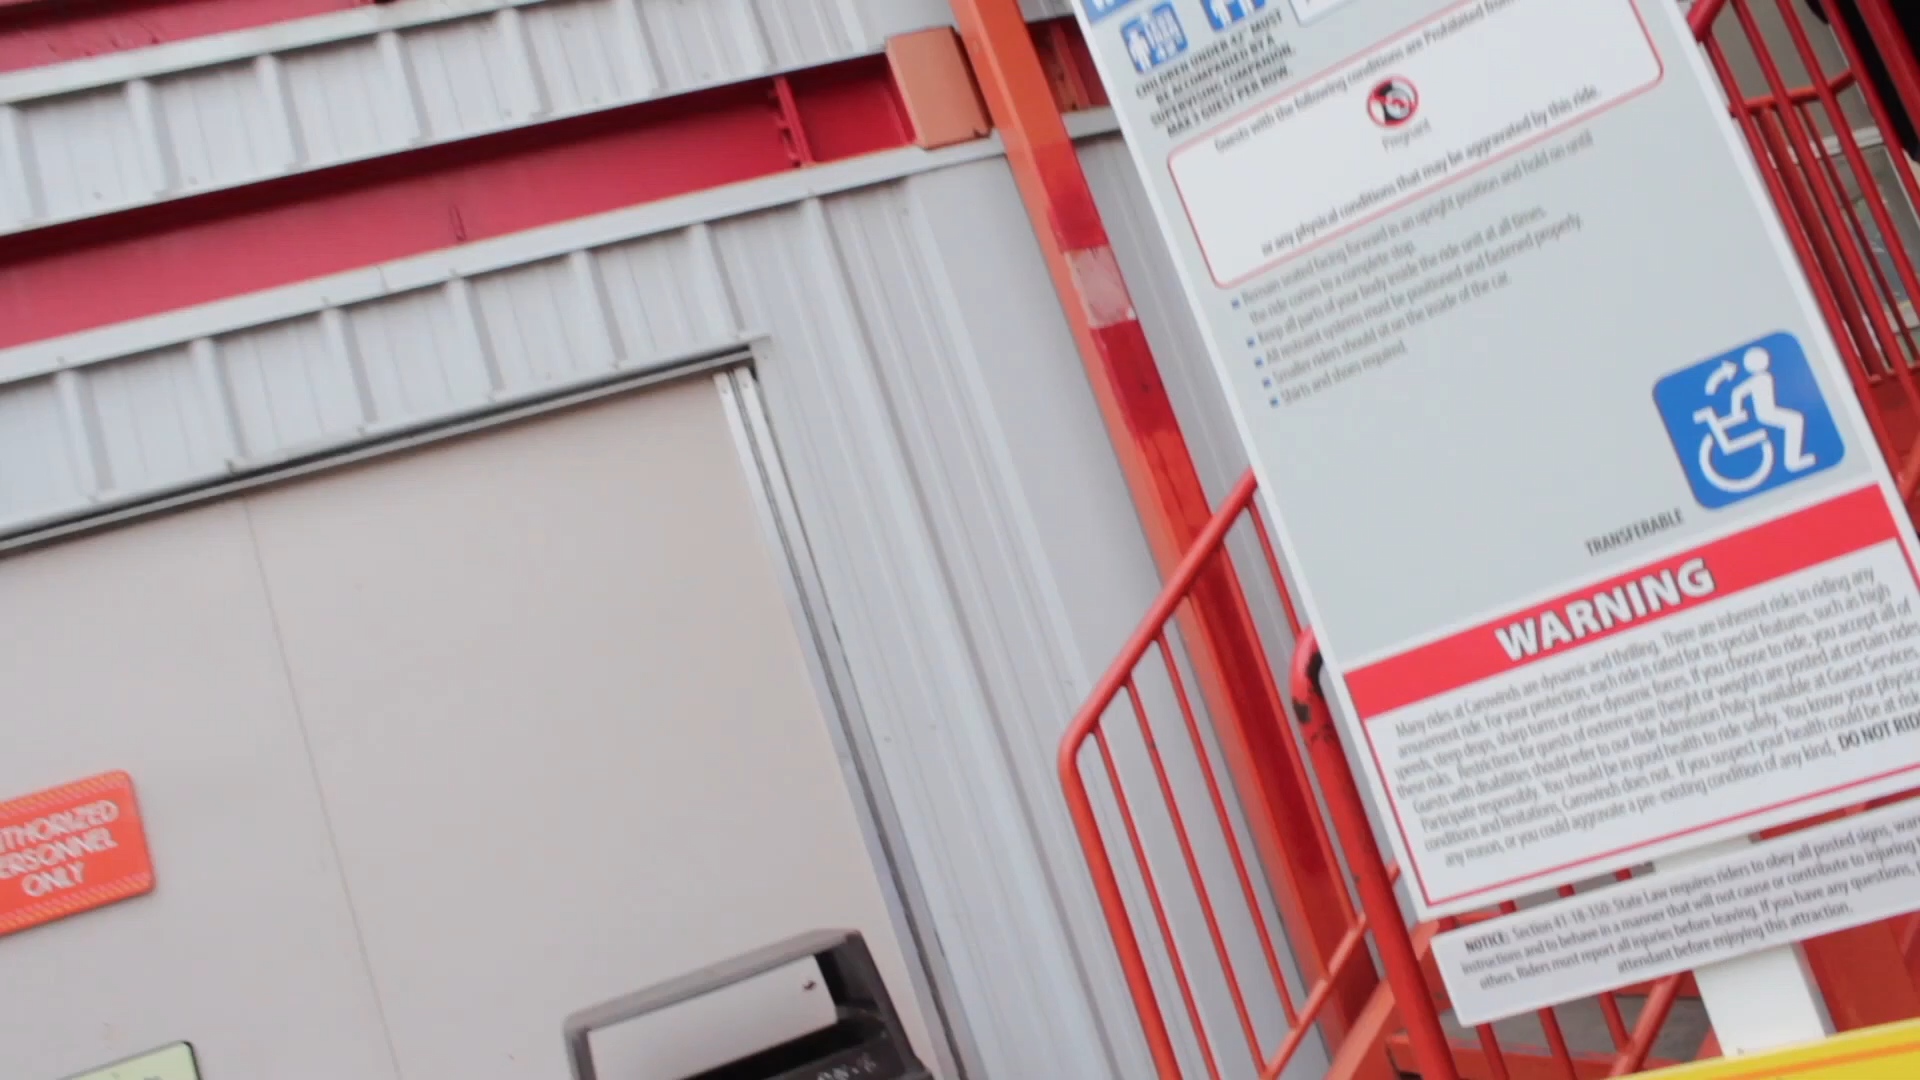 CHILDREN UNDER 42" MUST
BE ACCOMPANIED BY A
SUPERVISING COMPANION.
MAX 3 GUEST PER ROW.
Guests with the following conditions are Prohibited from
Pregnant
or any physical conditions that may be aggravated by this ride.
Remain seated facing forward in an upright position and hold on until
The ride comes to a complete stop.
Keep all parts of your body inside the ride unit at all times.
All restraint systems must be positioned and fastened properly.
Smaller riders should sit on the inside of the car.
Shirts and shoes required.
TRANSFERABLE
WARNING
Many rides at Carowinds are dynamic and thrilling. There are inherent risks in riding any
amusement ride. For your protection, each ride is rated for its special features, such as high
speeds, steep drops, sharp turns or other dynamic forces. If you choose to ride, you accept all of
these risks. Restrictions for guests of extreme size (height or weight) are posted at certain rides
Guests with disabilities should refer to our Ride Admission Policy available at Guest Services
Participate responsibly. You should be in good health to ride safely. You know your physical
conditions and limitations, Carowinds does not. If you suspect your health could be at risk
any reason, or you could aggravate a pre-existing condition of any kind, DO NOT RID
NOTICE: Section 41-18-150: State Law requires riders to obey all posted signs, warn
instructions and to behave in a manner that will not cause or contribute to injuring
others. Riders must report all injuries before leaving. If you have any questions,
attendant before enjoying this attraction.
THORIZED
ERSONNEL
ONLY